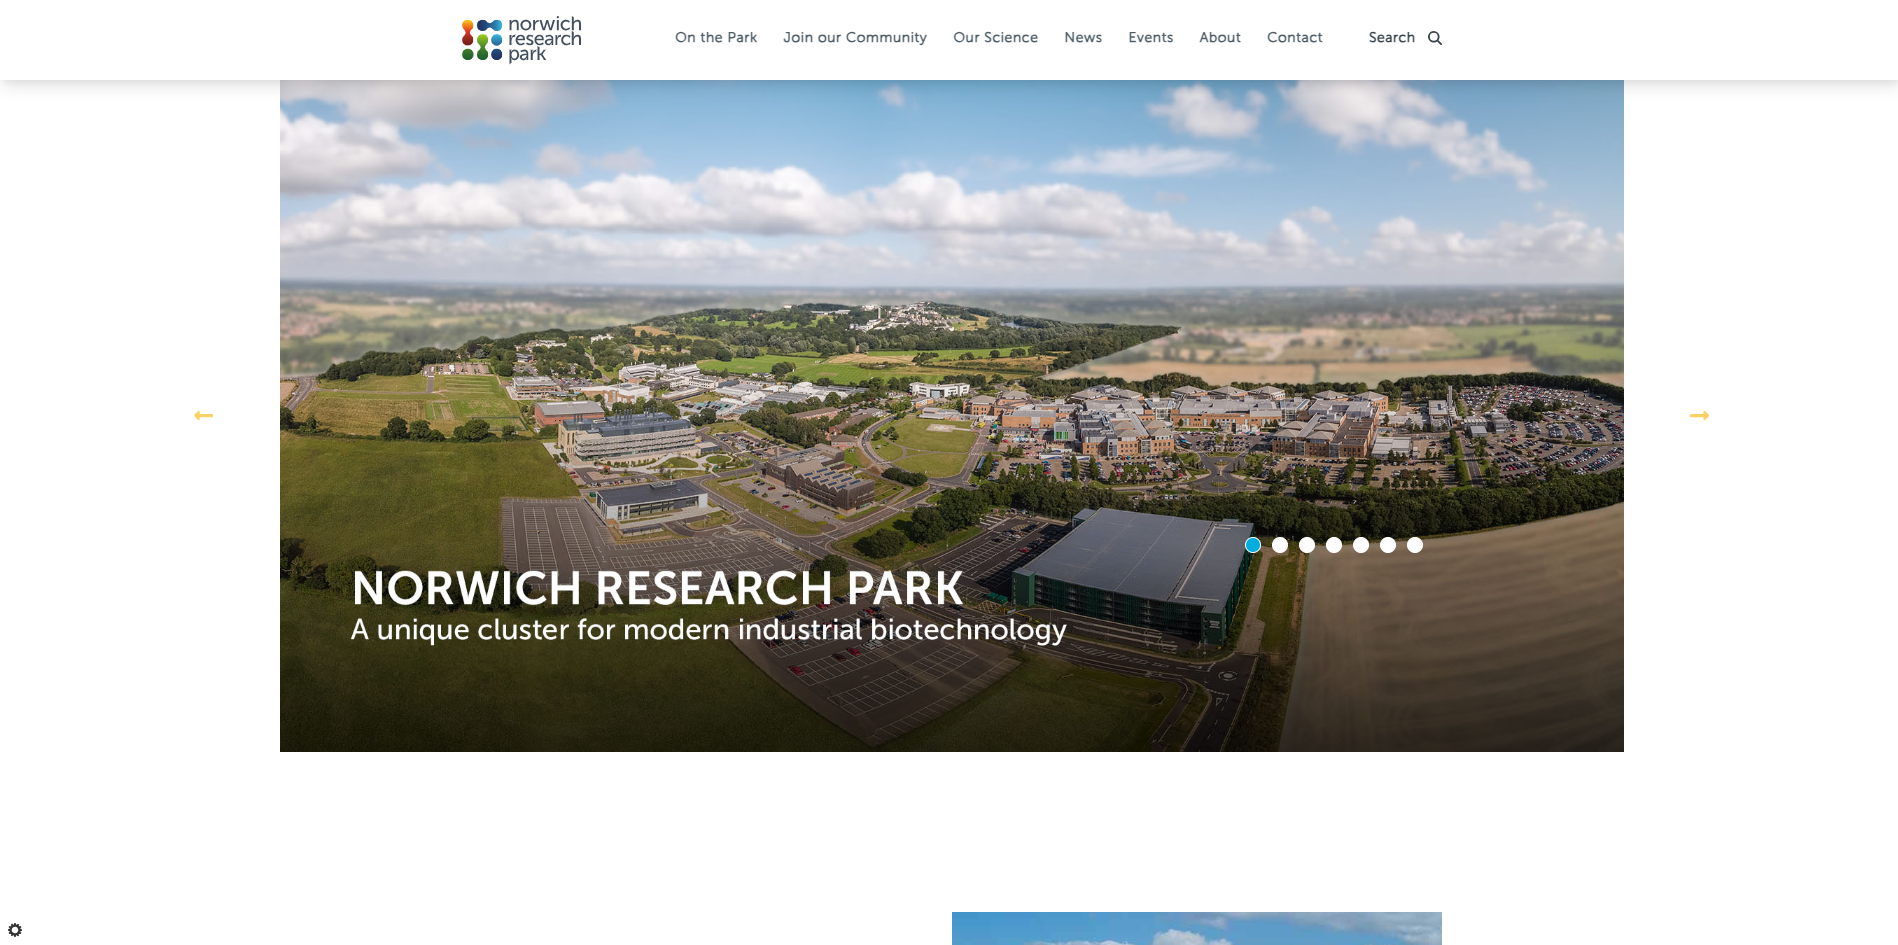 norwich
research
park
On the Park
Join our Community
Our Science
News
Events
About
Contact
Search
NORWICH RESEARCH PARK
A unique cluster for modern industrial biotechnology